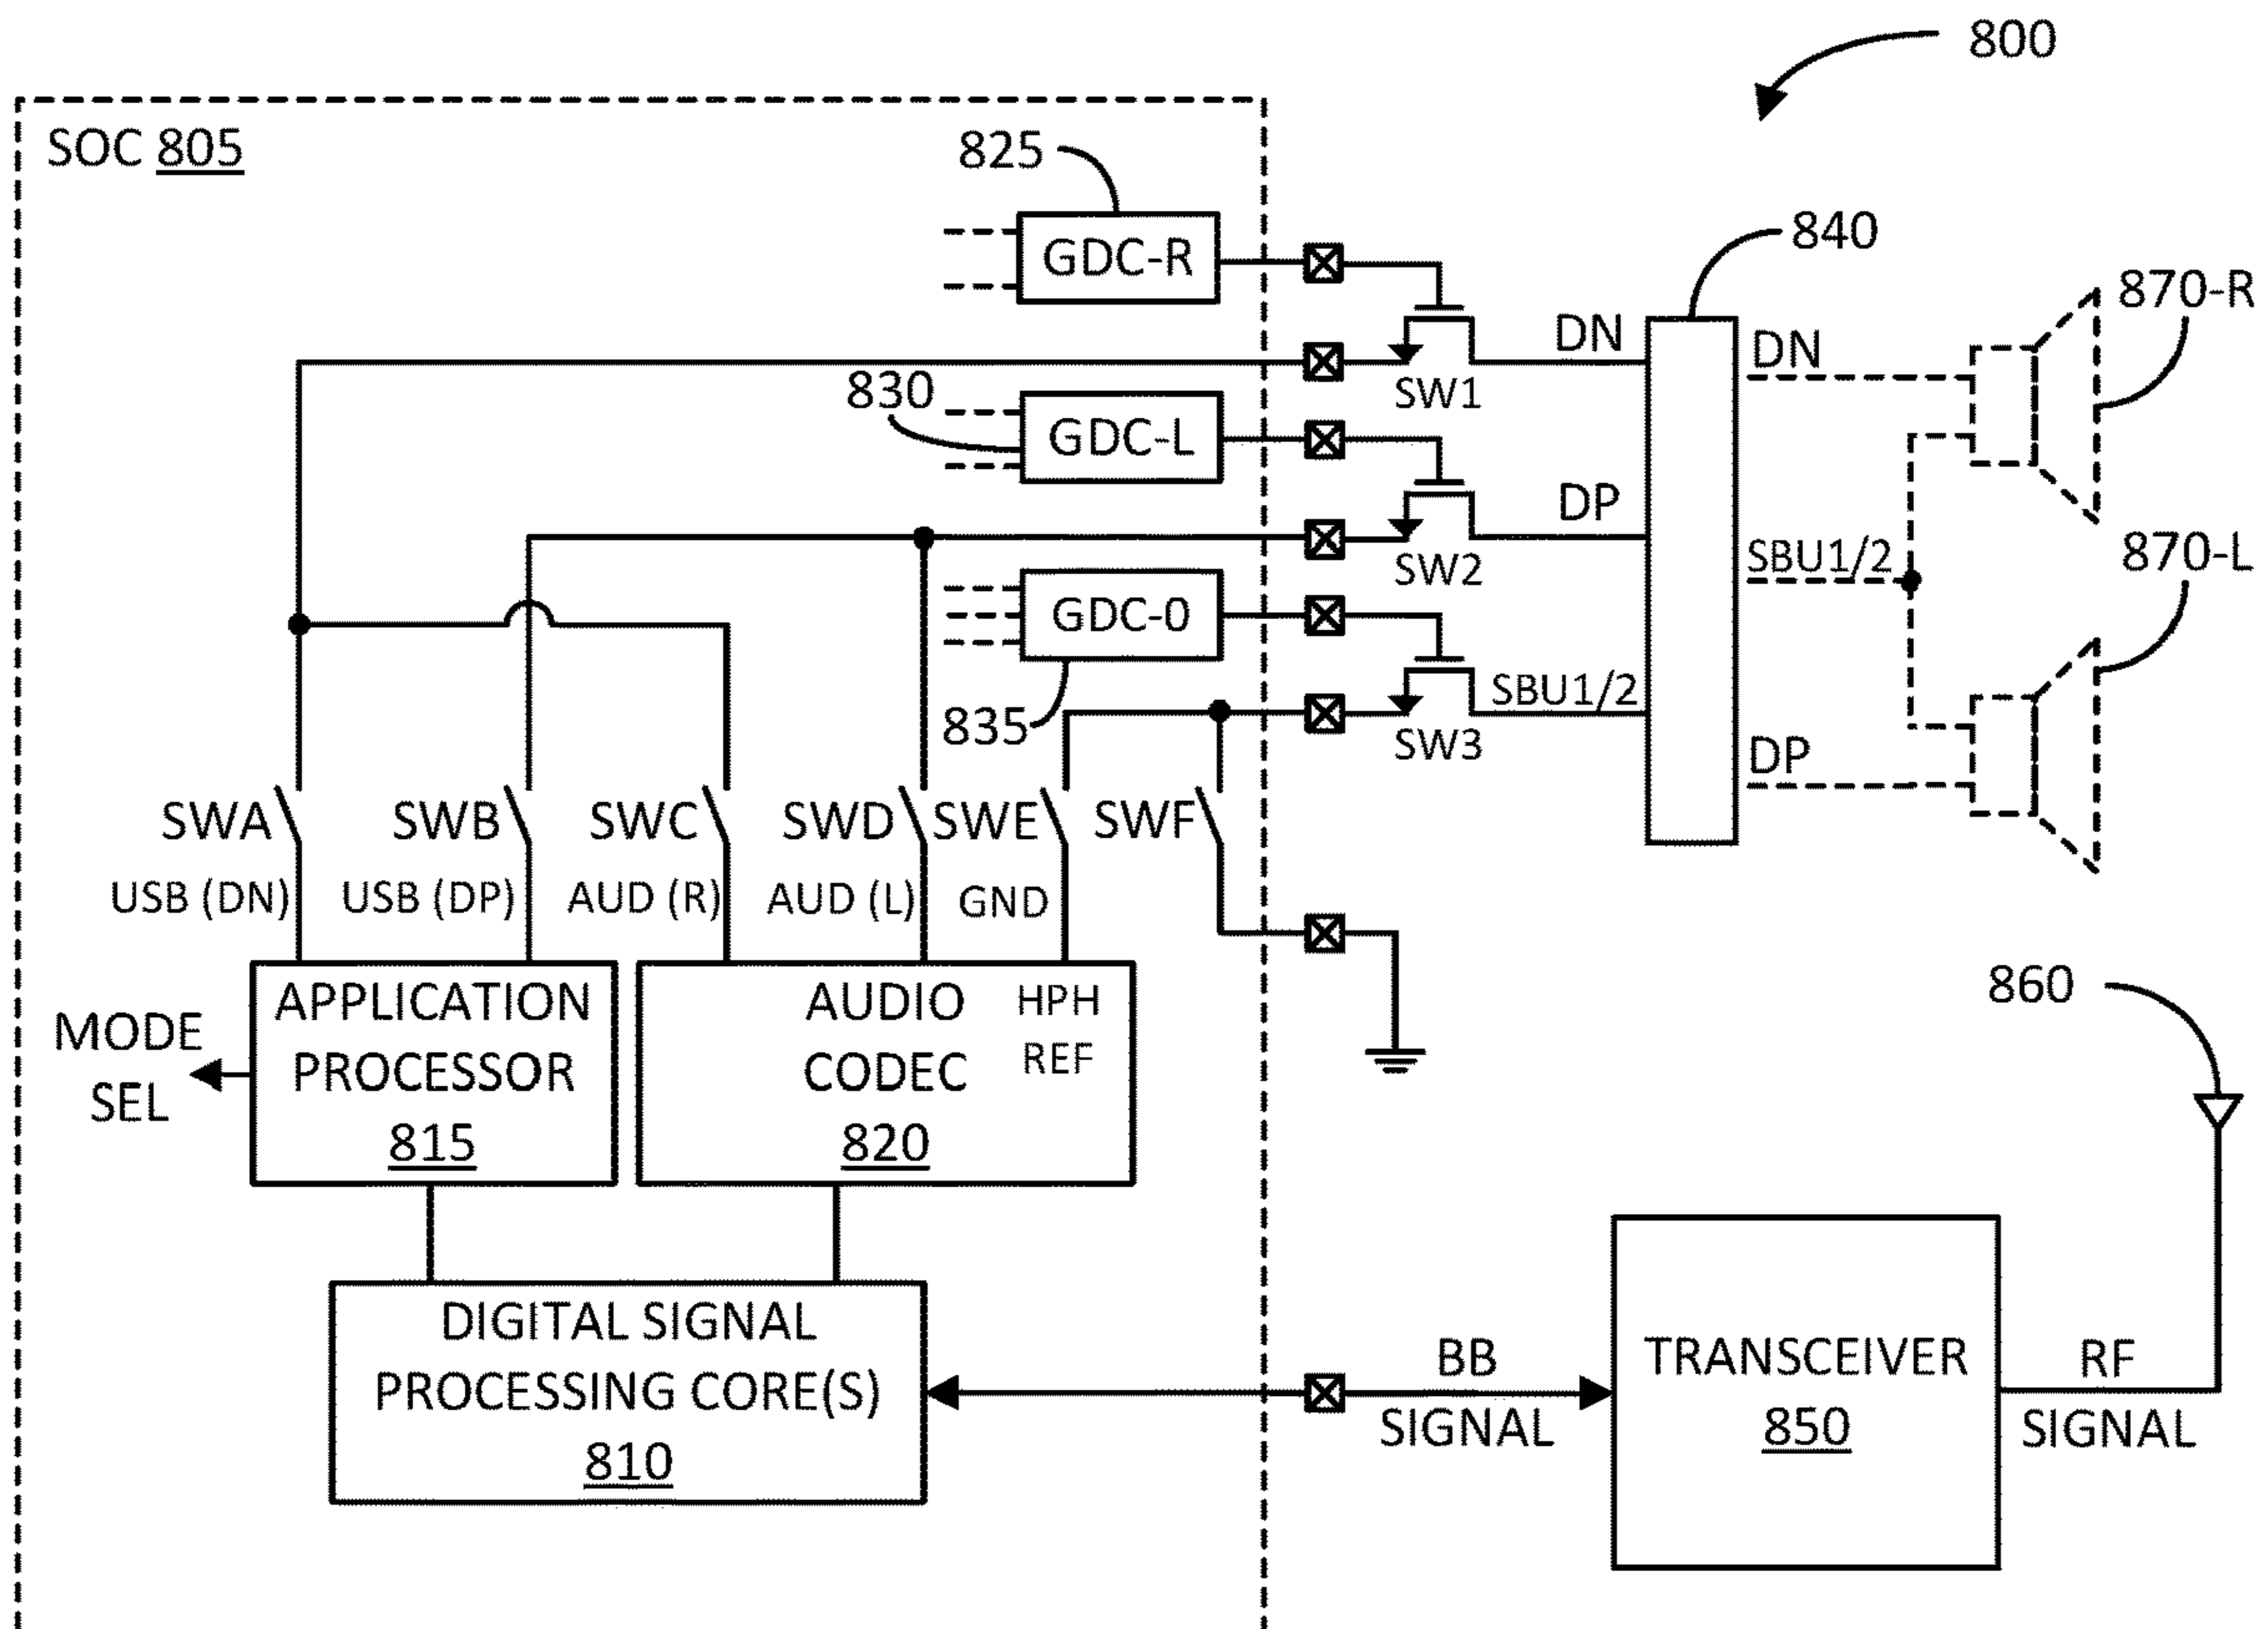 800
SOC 805
825
GDC-R
840
870-R
DN
DN
SW1
830
GDC-L
DP
SW2
SBU1/2
870-L
GDC-0
835
SBU1/2
SW3
DP
SWA
SWB
SWC
SWD
SWE
SWF
USB (DN)
USB (DP)
AUD (R)
AUD (L)
GND
APPLICATION
PROCESSOR
815
AUDIO
CODEC
820
HPH
REF
MODE
SEL
860
DIGITAL SIGNAL
PROCESSING CORE(S)
810
BB
SIGNAL
TRANSCEIVER
850
RF
SIGNAL